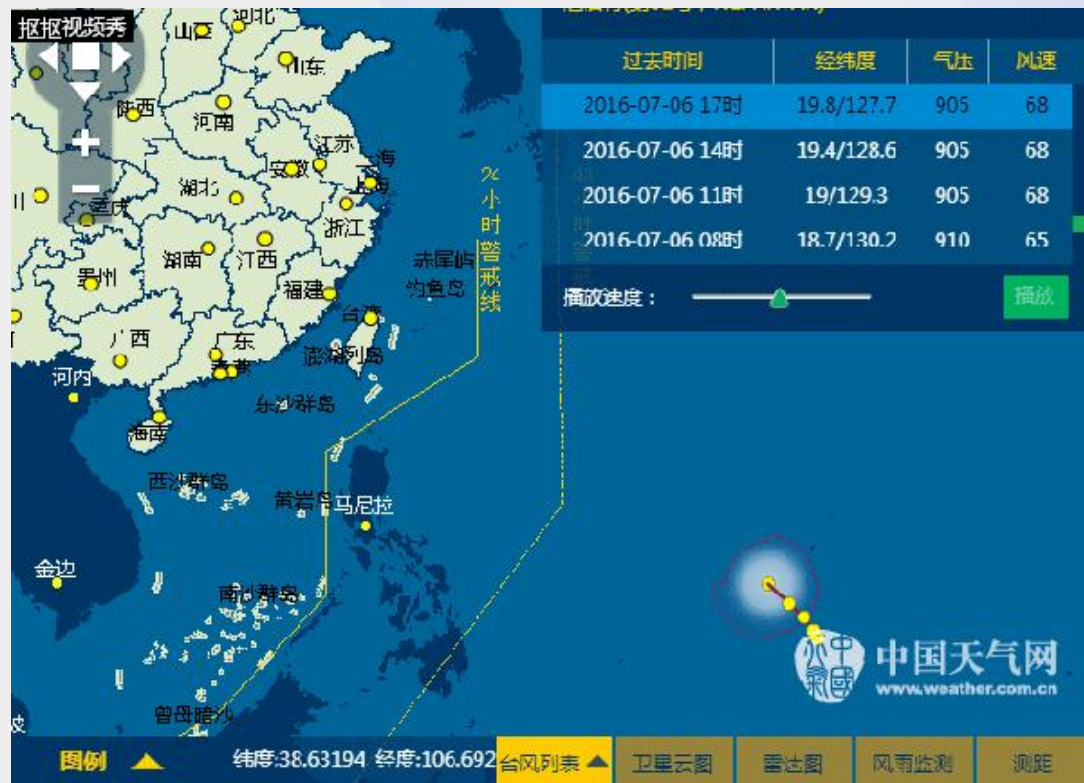 抠抠视频秀
过去时间 经纬度 气压 风速
2016-07-06 17时 19.8/127.7 905 68
2016-07-06 14时 19.4/128.6 905 68
2016-07-06 11时 19/129.3 905 68
2016-07-06 08时 18.7/130.2 910 65
播放速度：
播放
河北
山西
山东
陕西
河南
江苏
安徽
上海
湖北
重庆
浙江
湖南
江西
贵州
福建
台湾
广西
广东
香港
河内
海南
24小时警戒线
赤尾屿
钓鱼岛
澎湖列岛
东沙群岛
西沙群岛
黄岩岛
马尼拉
金边
南沙群岛
曾母暗沙
中国天气网
www.weather.com.cn
图例
纬度:38.63194 经度:106.692
台风列表
卫星云图
雷达图
风雨监测
测距